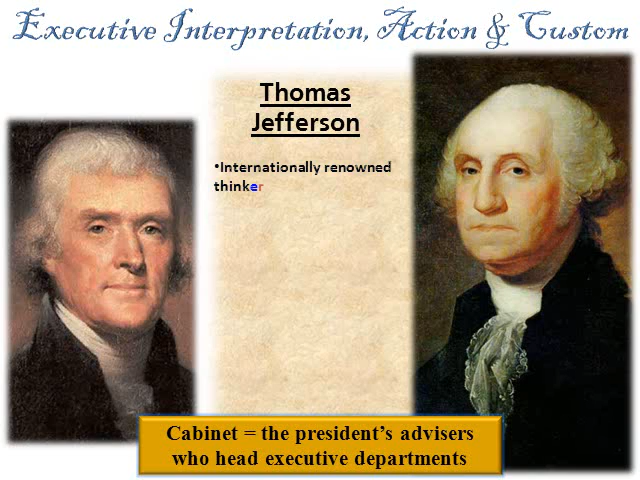 Executive Interpretation, Action & Custom
Thomas
Jefferson
•Internationally renowned
thinker
Cabinet = the president’s advisers
who head executive departments